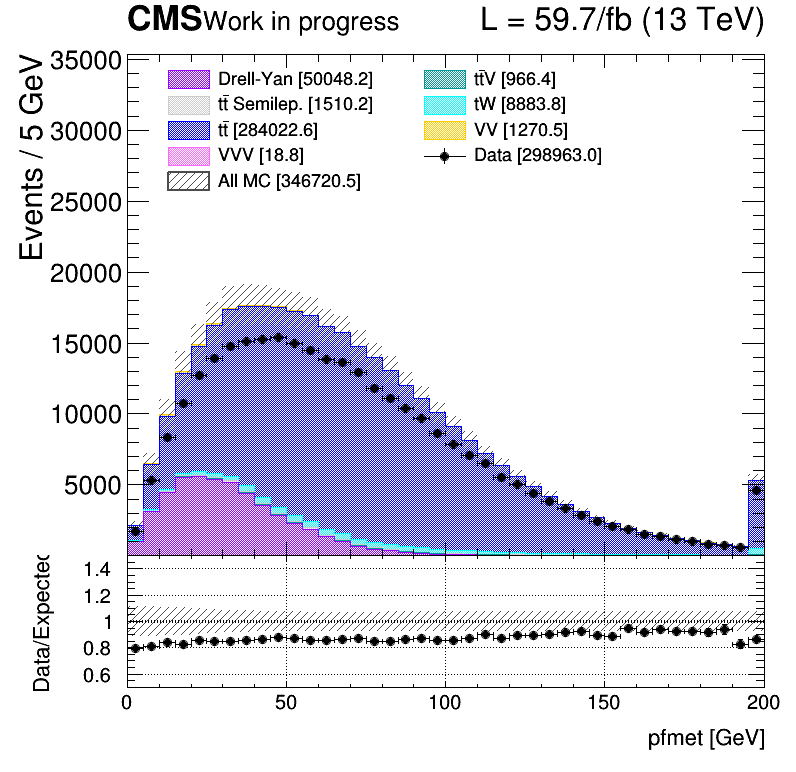 CMS Work in progress L = 59.7/fb (13 TeV)
Events / 5 GeV
35000
30000
25000
20000
15000
10000
5000
Drell-Yan [50048.2]
tt̄ Semilep. [1510.2]
tt̄ [284022.6]
VVV [18.8]
All MC [346720.5]
tt̄V [966.4]
tW [8883.8]
VV [1270.5]
Data [298963.0]
Data/Expected
1.4
1.2
1
0.8
0.6
0 50 100 150 200
pfmet [GeV]